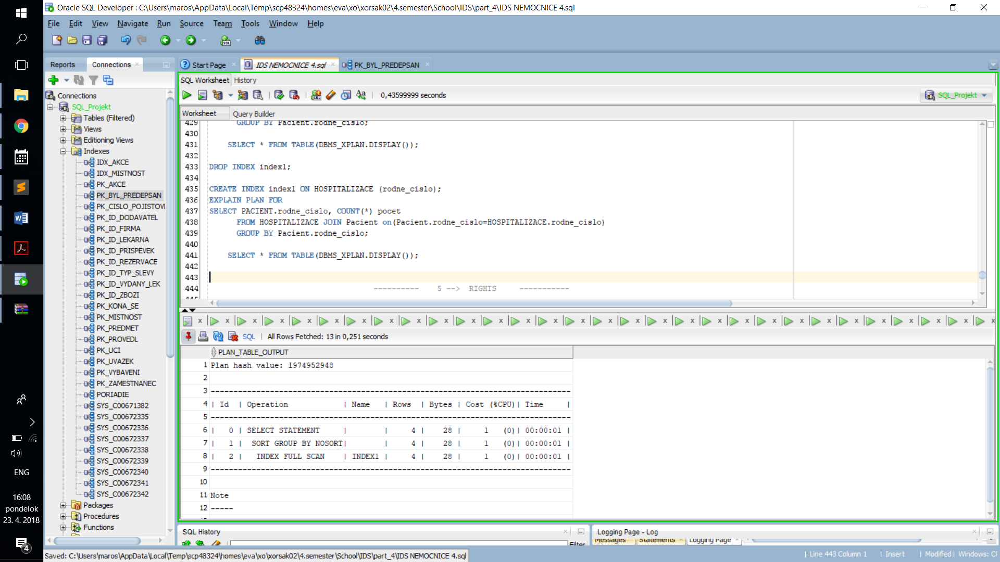 Oracle SQL Developer : C:\Users\maros\AppData\Local\Temp\scp48324\homes\eva\xo\xorsak02\4.semester\School\IDS\part_4\IDS NEMOCNICE 4.sql
File Edit View Navigate Run Source Team Tools Window Help
Reports Connections
Start Page IDS NEMOCNICE 4.sql PK_BYL_PREDEPSAN
SQL Worksheet History
0,43599999 seconds
SQL_Projekt
Worksheet Query Builder
Connections
SQL_Projekt
Tables (Filtered)
Views
Editioning Views
Indexes
IDX_AKCE
IDX_MISTNOST
PK_AKCE
PK_BYL_PREDEPSAN
PK_CISLO_POJISTOVI
PK_ID_DODAVATEL
PK_ID_FIRMA
PK_ID_LEKARNA
PK_ID_PRISPEVEK
PK_ID_REZERVACE
PK_ID_TYP_SLEVY
PK_ID_VYDANY_LEK
PK_ID_ZBOZI
PK_KONA_SE
PK_MISTNOST
PK_PREDMET
PK_PROVEDL
PK_UCI
PK_UVAZEK
PK_VYBAVENI
PK_ZAMESTNANEC
PORIADIE
SYS_C00671382
SYS_C00672335
SYS_C00672336
SYS_C00672337
SYS_C00672338
SYS_C00672339
SYS_C00672340
SYS_C00672341
SYS_C00672342
Packages
Procedures
Functions
429 GROUP BY Pacient.rodne_cislo;
430
431 SELECT * FROM TABLE(DBMS_XPLAN.DISPLAY());
432
433 DROP INDEX index1;
434
435 CREATE INDEX index1 ON HOSPITALIZACE (rodne_cislo);
436 EXPLAIN PLAN FOR
437 SELECT PACIENT.rodne_cislo, COUNT(*) pocet
438 FROM HOSPITALIZACE JOIN Pacient on(Pacient.rodne_cislo=HOSPITALIZACE.rodne_cislo)
439 GROUP BY Pacient.rodne_cislo;
440
441 SELECT * FROM TABLE(DBMS_XPLAN.DISPLAY());
442
443
444 ---------- 5 --> RIGHTS -----------
SQL All Rows Fetched: 13 in 0,251 seconds
PLAN_TABLE_OUTPUT
1 Plan hash value: 1974952948
2
3 -------------------------------------------------------------------------------
4 | Id | Operation | Name | Rows | Bytes | Cost (%CPU)| Time |
5 -------------------------------------------------------------------------------
6 | 0 | SELECT STATEMENT | | 4 | 28 | 1 (0)| 00:00:01 |
7 | 1 | SORT GROUP BY NOSORT| | 4 | 28 | 1 (0)| 00:00:01 |
8 | 2 | INDEX FULL SCAN | INDEX1 | 4 | 28 | 1 (0)| 00:00:01 |
9 -------------------------------------------------------------------------------
10
11 Note
12 -----
SQL History
Filter
Logging Page - Log
Messages Statements Logging Page
Saved: C:\Users\maros\AppData\Local\Temp\scp48324\homes\eva\xo\xorsak02\4.semester\School\IDS\part_4\IDS NEMOCNICE 4.sql
Line 443 Column 1 | Insert | Modified | Windows:
ENG
16:08
pondelok
23. 4. 2018
4